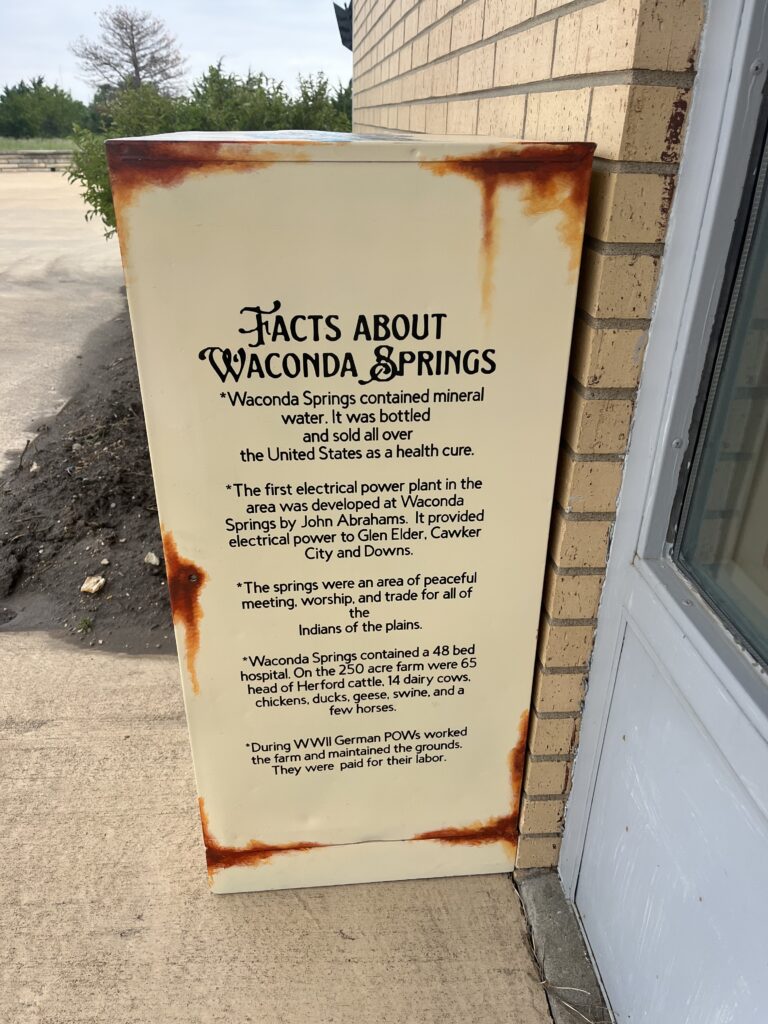 FACTS ABOUT
WACONDA SPRINGS
*Waconda Springs contained mineral
water. It was bottled
and sold all over
the United States as a health cure.
*The first electrical power plant in the
area was developed at Waconda
Springs by John Abrahams. It provided
electrical power to Glen Elder, Cawker
City and Downs.
*The springs were an area of peaceful
meeting, worship, and trade for all of
the
Indians of the plains.
*Waconda Springs contained a 48 bed
hospital. On the 250 acre farm were 65
head of Herford cattle, 14 dairy cows,
chickens, ducks, geese, swine, and a
few horses.
*During WWII German POWs worked
the farm and maintained the grounds.
They were paid for their labor.